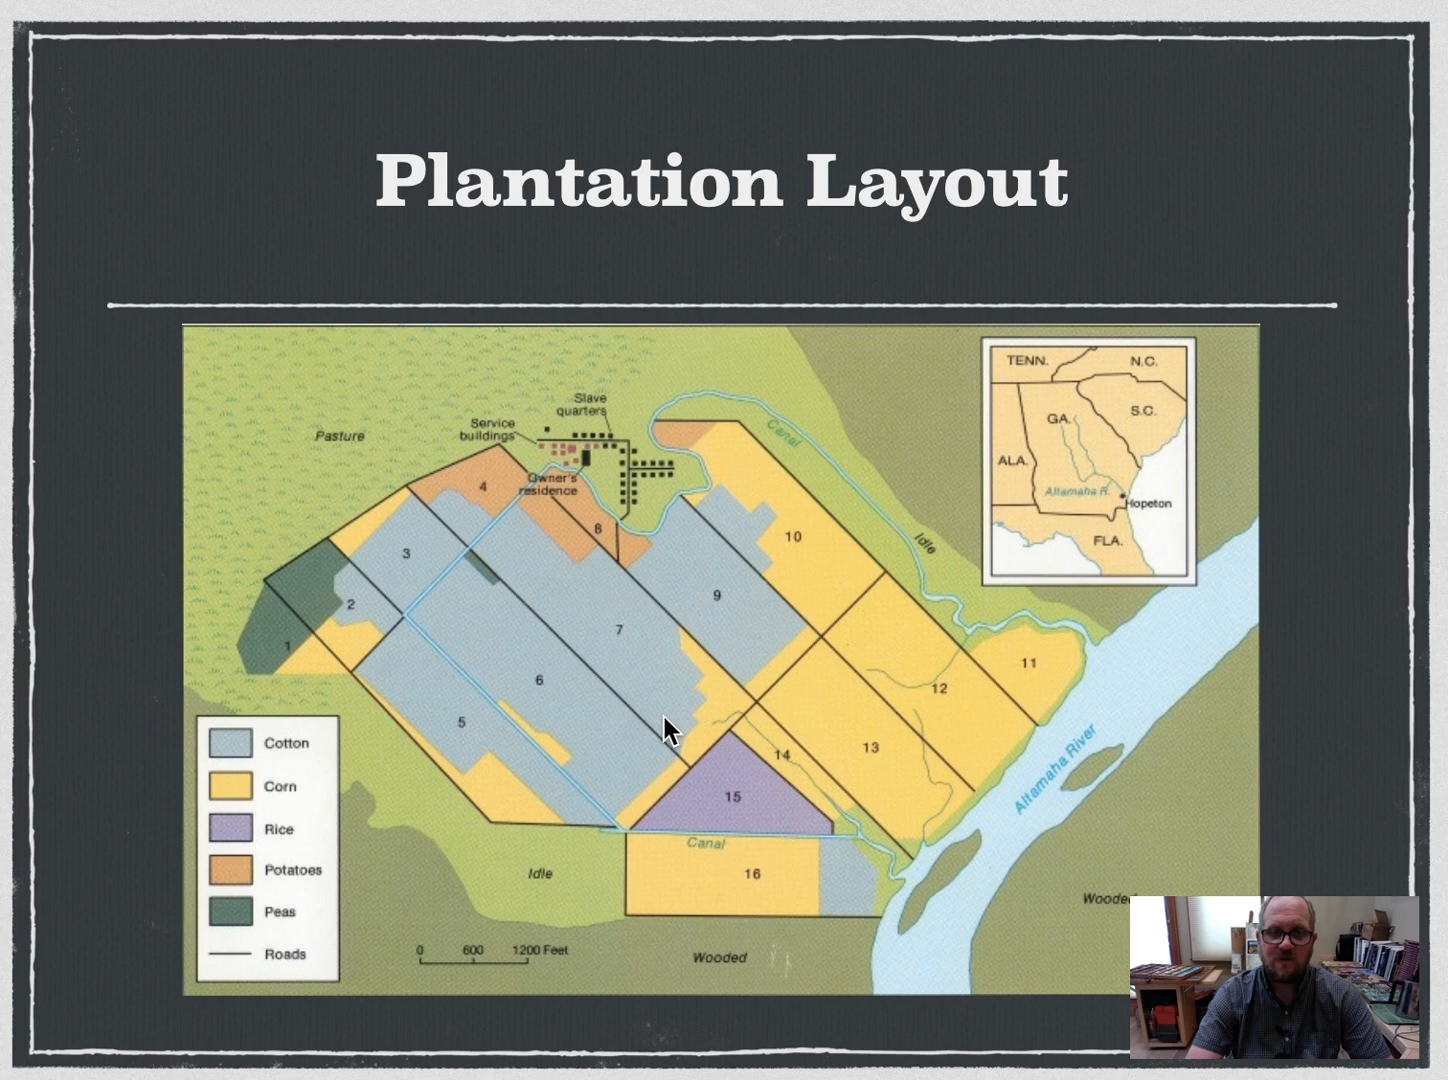 Plantation Layout
TENN.
N.C.
S.C.
GA.
ALA.
Altamaha R.
Hopeton
FLA.
Slave
quarters
Service
buildings
Pasture
Owner's
residence
Canal
Idle
4
8
3
10
2
9
7
1
11
6
12
5
13
14
15
Altamaha River
Canal
16
Idle
Wooded
Wooded
0 600 1200 Feet
Cotton
Corn
Rice
Potatoes
Peas
Roads